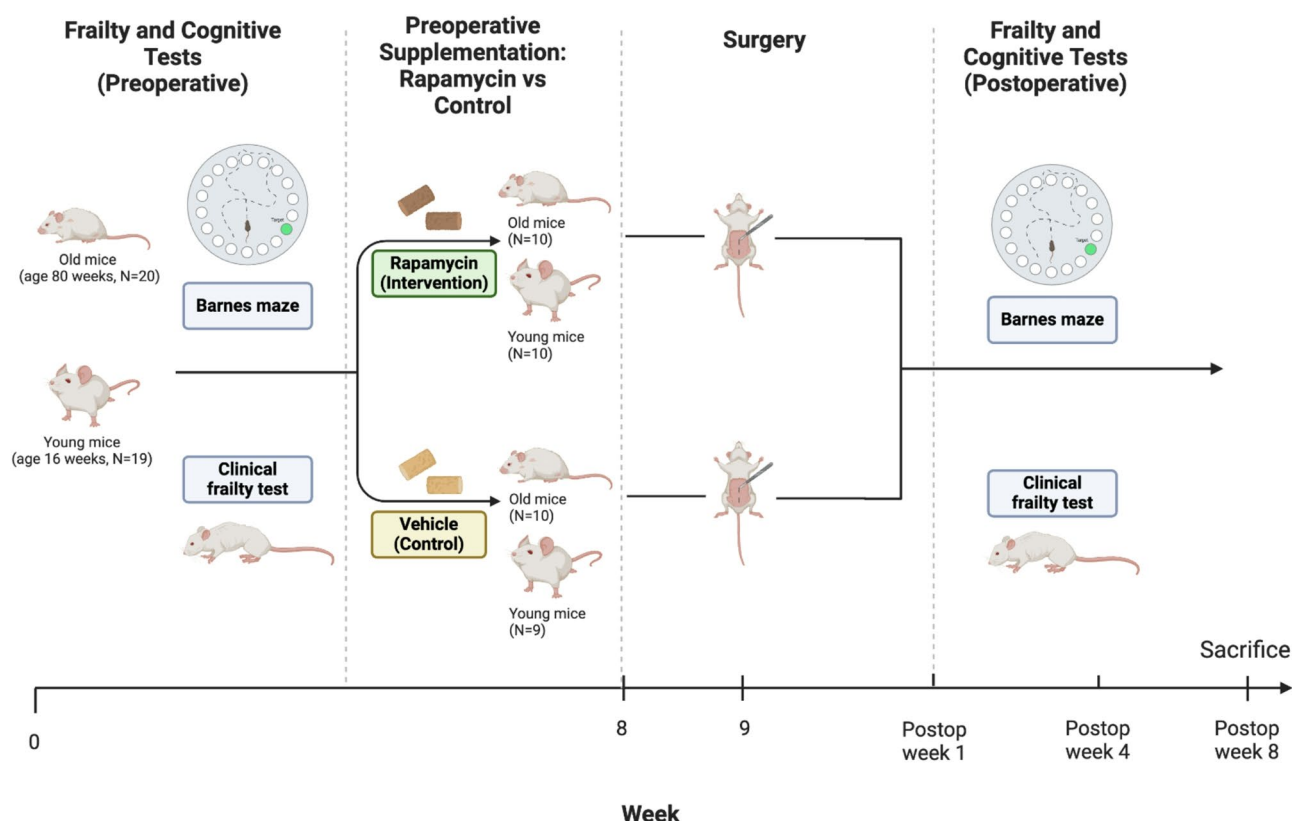 Frailty and Cognitive
Tests
(Preoperative)
Preoperative
Supplementation:
Rapamycin vs
Control
Surgery
Frailty and
Cognitive Tests
(Postoperative)
Old mice
(age 80 weeks, N=20)
Target
Barnes maze
Young mice
(age 16 weeks, N=19)
Clinical
frailty test
Rapamycin
(Intervention)
Old mice
(N=10)
Young mice
(N=10)
Vehicle
(Control)
Old mice
(N=10)
Young mice
(N=9)
Target
Barnes maze
Clinical
frailty test
Sacrifice
0
8
9
Postop
week 1
Postop
week 4
Postop
week 8
Week